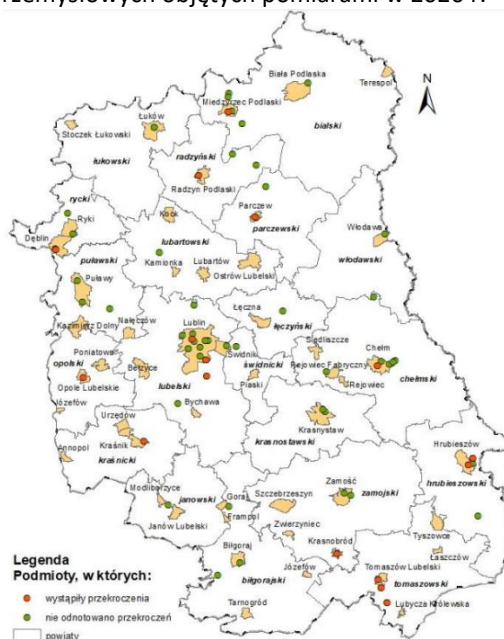 rzemysłowych objętych pomiarami w 2020 r.
Biała Podlaska
Terespol
N
Międzyrzec Podlaski
Łuków
Stoczek Łukowski
bialski
łukowski
radzyński
Radzyń Podlaski
rycki
Ryki
Parczew
Kock
parczewski
Dęblin
lubartowski
Włodawa
puławski
Kamionka
Lubartów
Ostrów Lubelski
włodawski
Puławy
Łęczna
Lublin
Kazimierz Dolny
Nałęczów
łęczyński
Siedliszcze
Chełm
Poniatowa
Świdnik
opolski
Bełżyce
świdnicki
Rejowiec Fabryczny
chełmski
Opole Lubelskie
lubelski
Piaski
Rejowiec
Józefów
Bychawa
Urzędów
Krasnystaw
krasnostawski
Kraśnik
Hrubieszów
Annopol
kraśnicki
hrubieszowski
Modliborzyce
janowski
Goraj
Szczebrzeszyn
Zamość
zamojski
Janów Lubelski
Frampol
Zwierzyniec
Tyszowce
Krasnobród
Biłgoraj
Łaszczów
Józefów
Tomaszów Lubelski
biłgorajski
tomaszowski
Tarnogród
Lubycza Królewska
Legenda
Podmioty, w których:
wystąpiły przekroczenia
nie odnotowano przekroczeń
powiaty